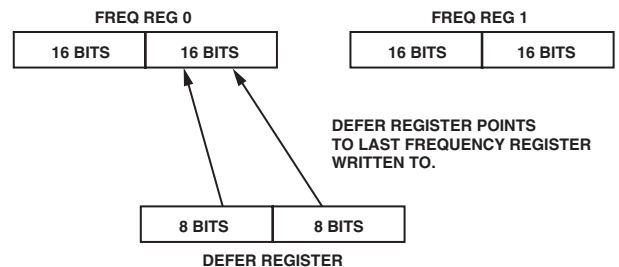 FREQ REG 0
FREQ REG 1
16 BITS
16 BITS
16 BITS
16 BITS
DEFER REGISTER POINTS
TO LAST FREQUENCY REGISTER
WRITTEN TO.
8 BITS
8 BITS
DEFER REGISTER